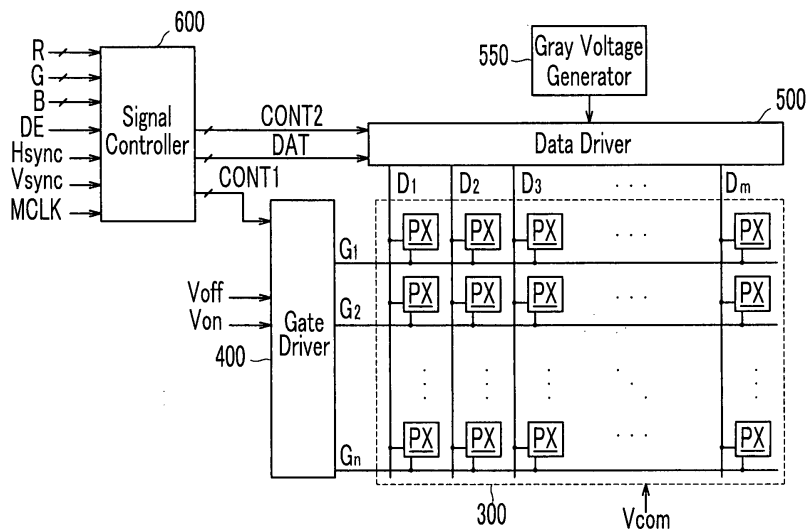 600
R
G
B
DE
Hsync
Vsync
MCLK
Signal
Controller
CONT2
DAT
CONT1
550
Gray Voltage
Generator
500
Data Driver
D1 D2 D3 · · · Dm
Voff
Von
400
Gate
Driver
G1
PX PX PX · · · PX
G2
PX PX PX · · · PX
Gn
PX PX PX · · · PX
300
Vcom